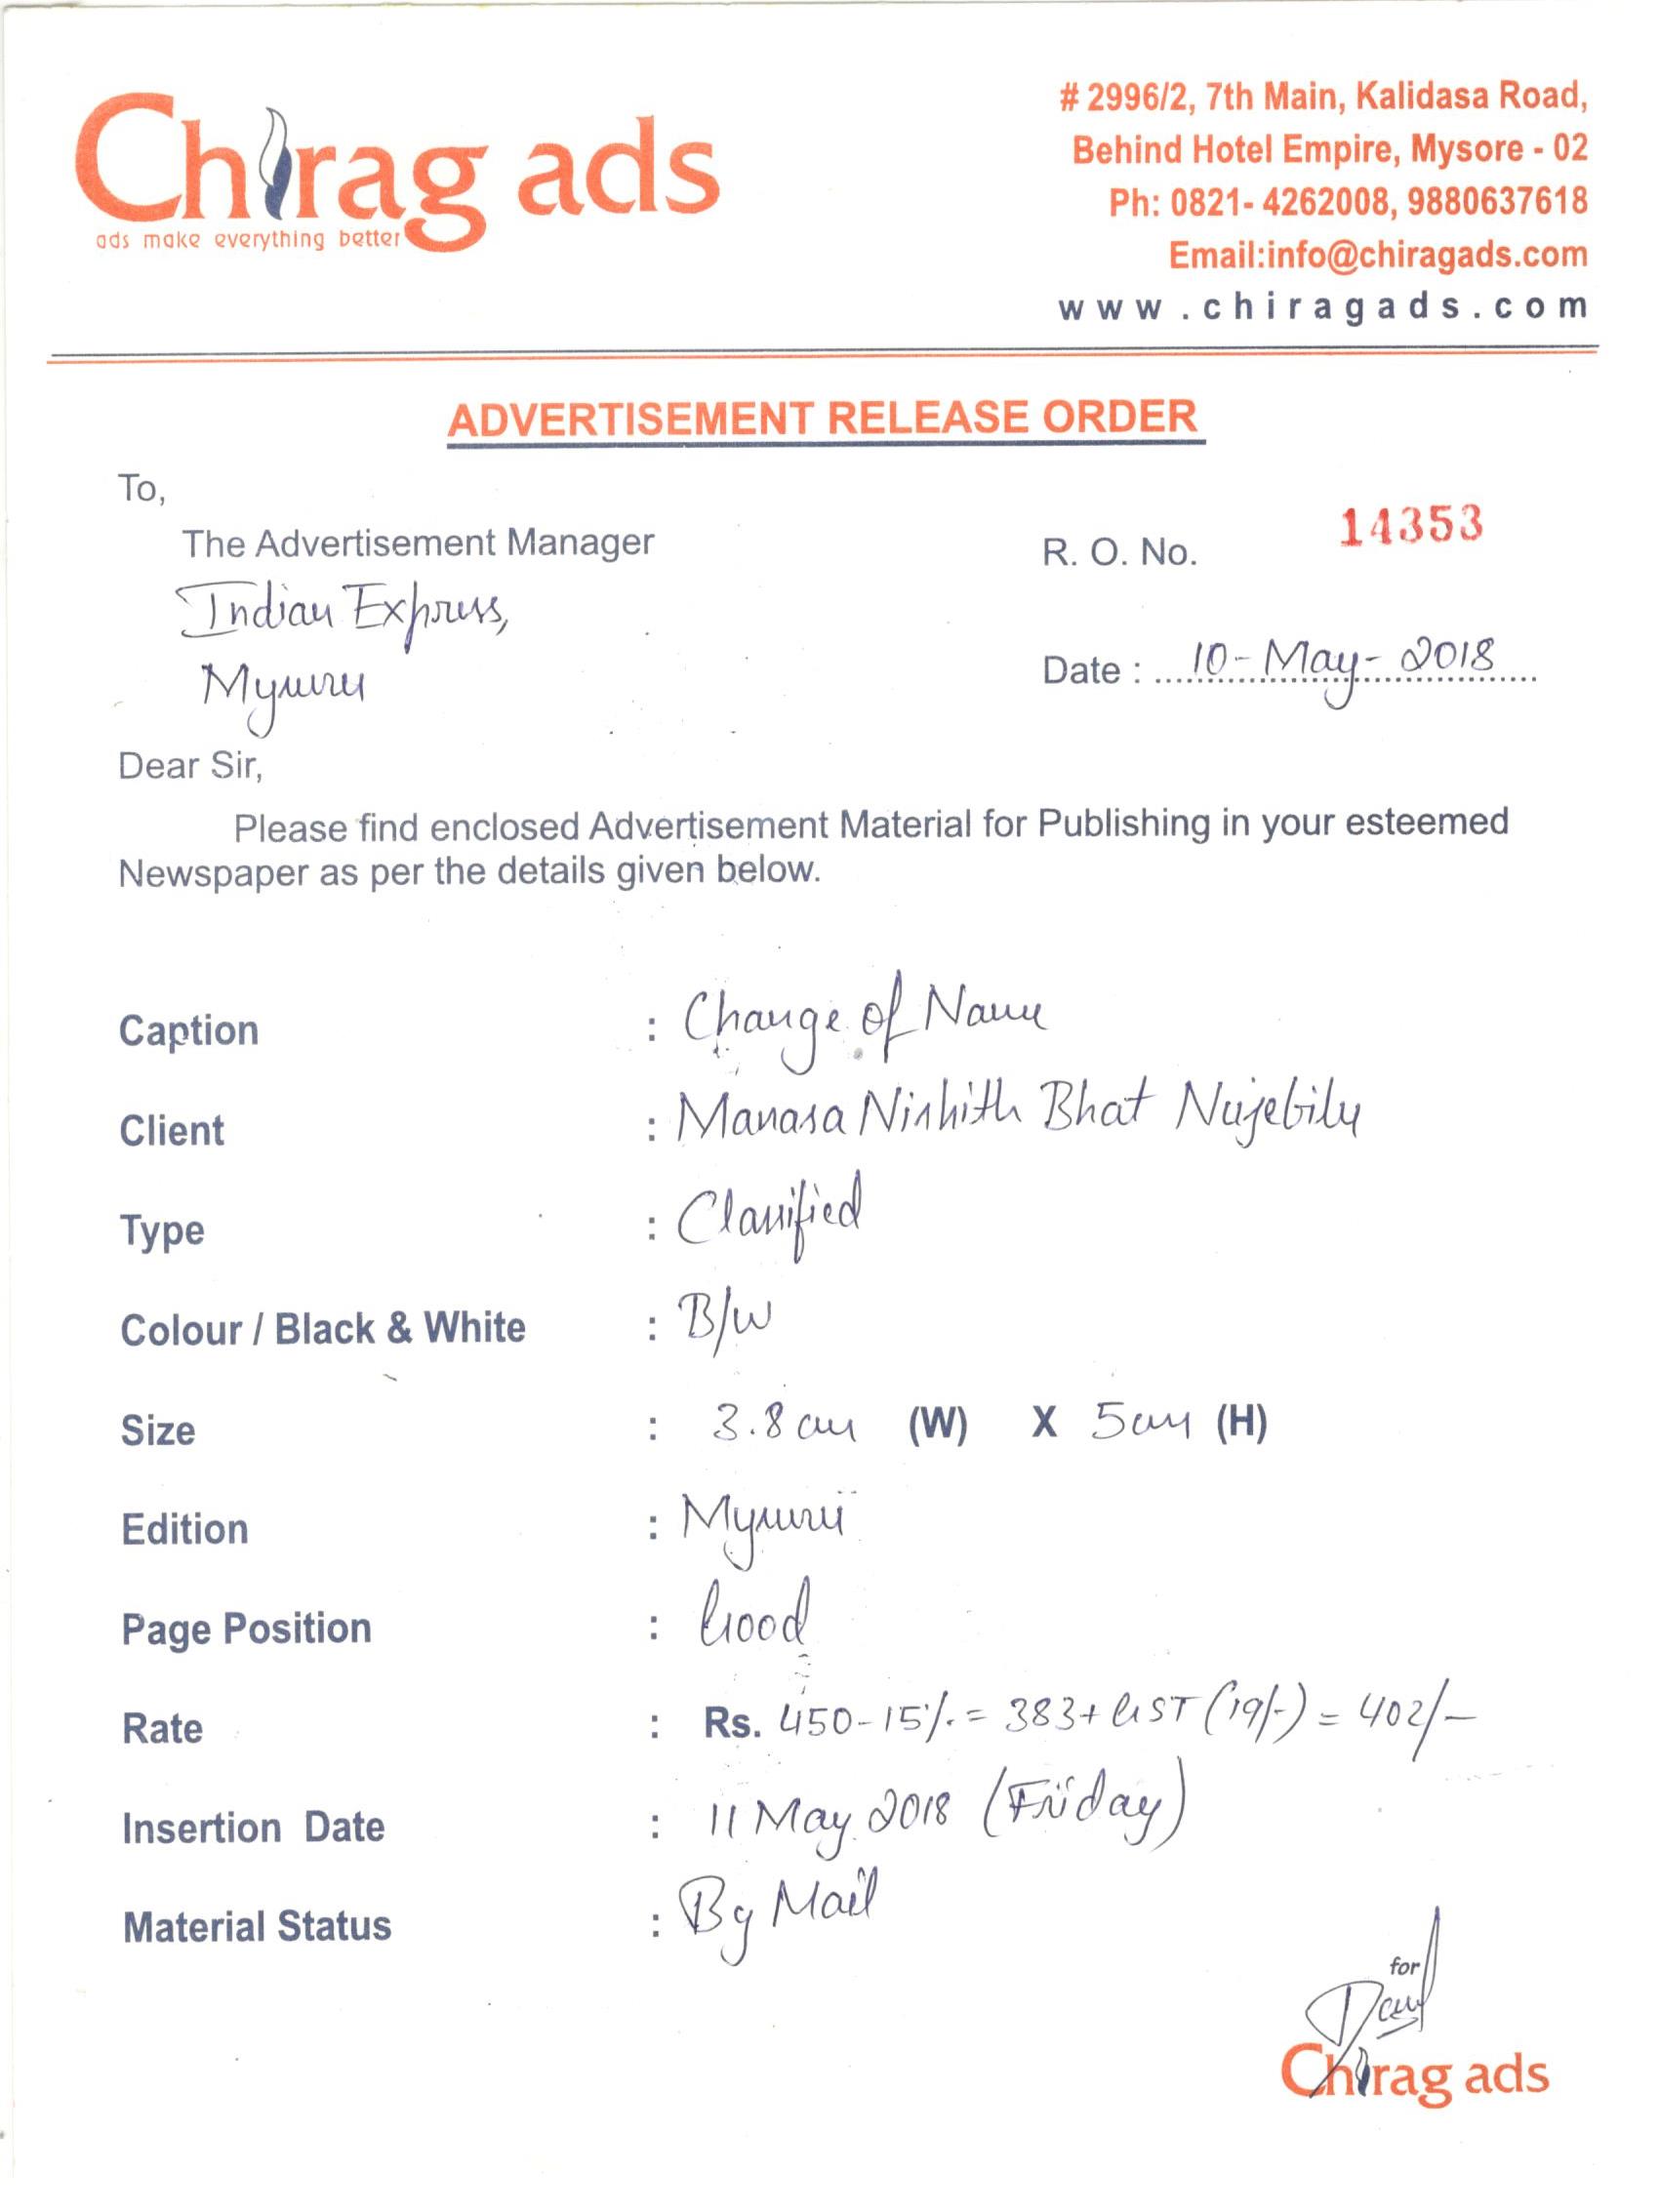 Chirag ads
ads make everything better
# 2996/2, 7th Main, Kalidasa Road,
Behind Hotel Empire, Mysore - 02
Ph: 0821- 4262008, 9880637618
Email:info@chiragads.com
www.chiragads.com
ADVERTISEMENT RELEASE ORDER
To,
The Advertisement Manager
Indian Express,
Mysuru
R. O. No. 14353
Date : 10-May-2018
Dear Sir,
Please find enclosed Advertisement Material for Publishing in your esteemed
Newspaper as per the details given below.
Caption : Change of Name
Client : Manasa Nishith Bhat Nujebily
Type : Classified
Colour / Black & White : B/W
Size : 3.8 cm (W) X 5cm (H)
Edition : Mysuru
Page Position : Good
Rate : Rs. 450-15%.= 383+ GST (19/-) = 402/-
Insertion Date : 11 May 2018 (Friday)
Material Status : By Mail
for
Chirag ads